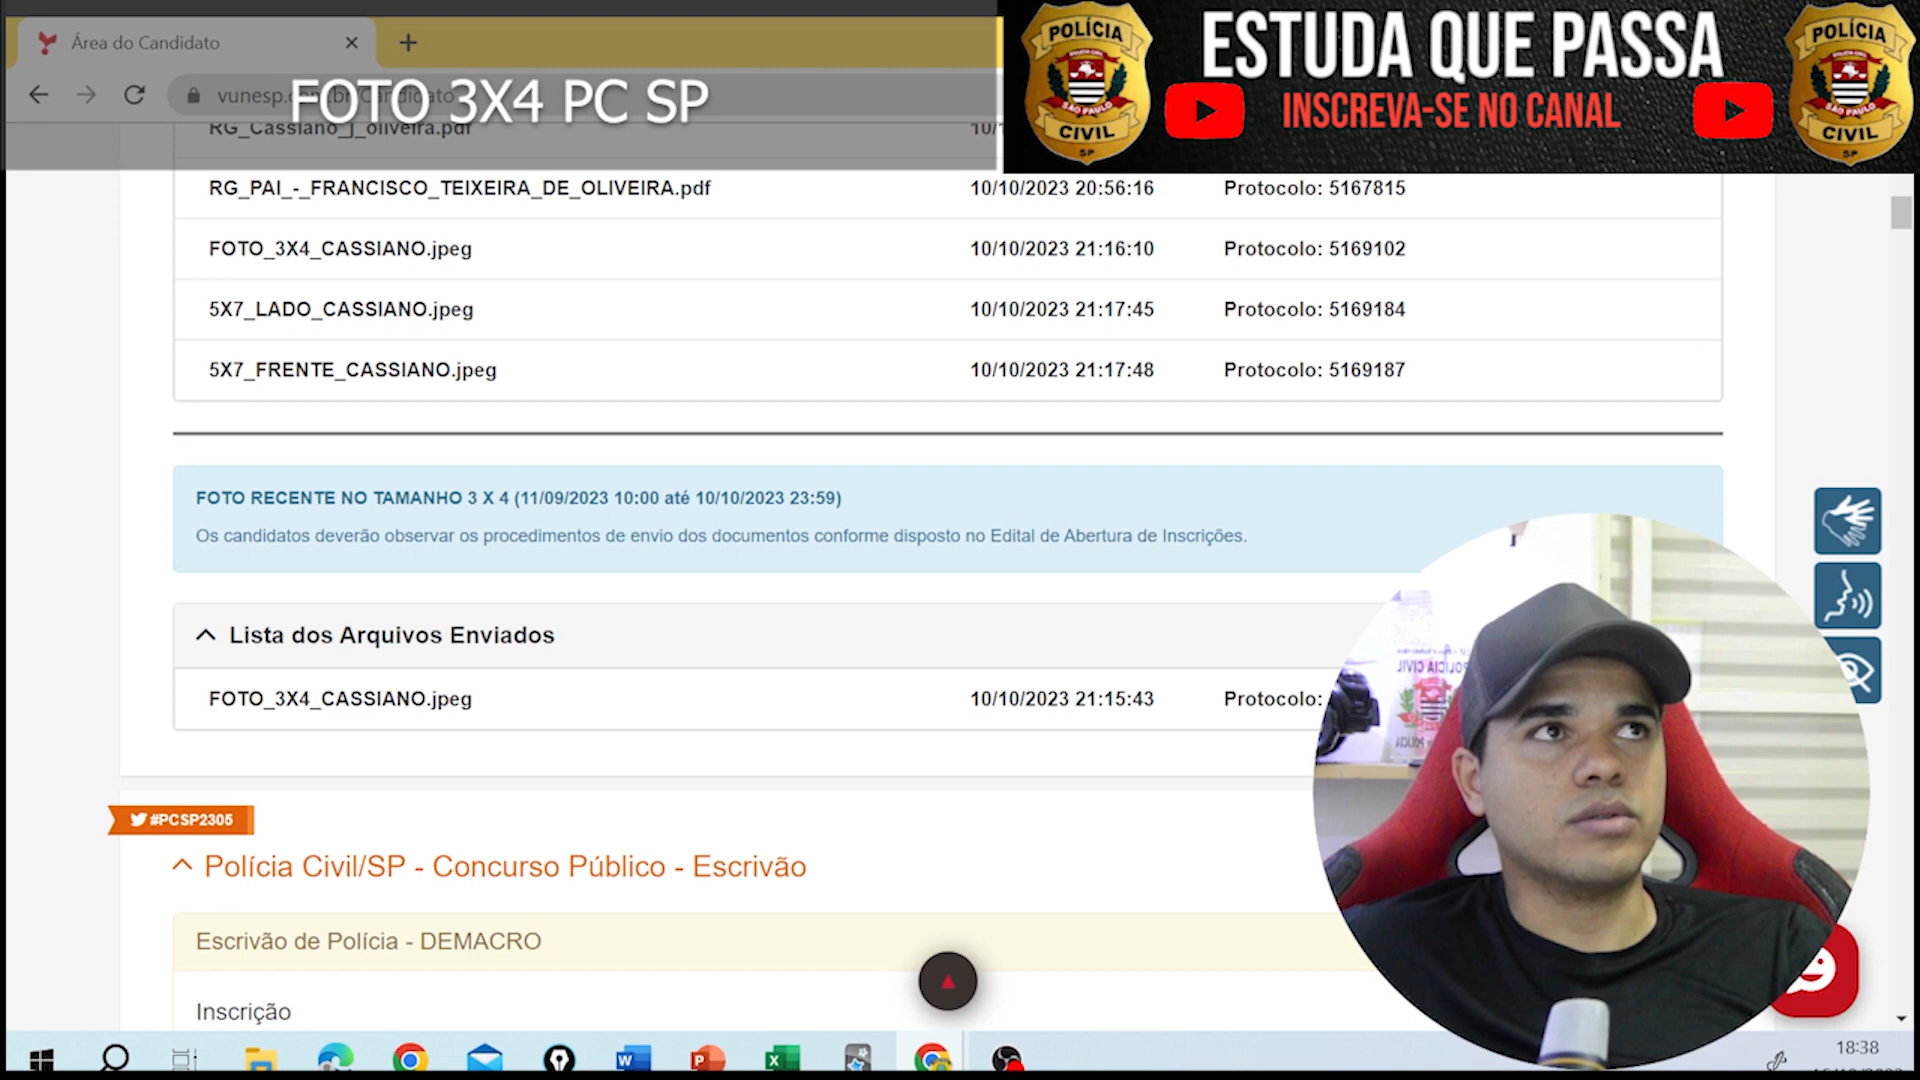 Área do Candidato
FOTO 3X4 PC SP
ESTUDA QUE PASSA
INSCREVA-SE NO CANAL
POLÍCIA
SÃO PAULO
CIVIL
SP
POLÍCIA
SÃO PAULO
CIVIL
SP
RG_Cassiano_J_oliveira.pdf
RG_PAI_-_FRANCISCO_TEIXEIRA_DE_OLIVEIRA.pdf 10/10/2023 20:56:16 Protocolo: 5167815
FOTO_3X4_CASSIANO.jpeg 10/10/2023 21:16:10 Protocolo: 5169102
5X7_LADO_CASSIANO.jpeg 10/10/2023 21:17:45 Protocolo: 5169184
5X7_FRENTE_CASSIANO.jpeg 10/10/2023 21:17:48 Protocolo: 5169187
FOTO RECENTE NO TAMANHO 3 X 4 (11/09/2023 10:00 até 10/10/2023 23:59)
Os candidatos deverão observar os procedimentos de envio dos documentos conforme disposto no Edital de Abertura de Inscrições.
Lista dos Arquivos Enviados
FOTO_3X4_CASSIANO.jpeg 10/10/2023 21:15:43 Protocolo:
#PCSP2305
Polícia Civil/SP - Concurso Público - Escrivão
Escrivão de Polícia - DEMACRO
Inscrição
18:38